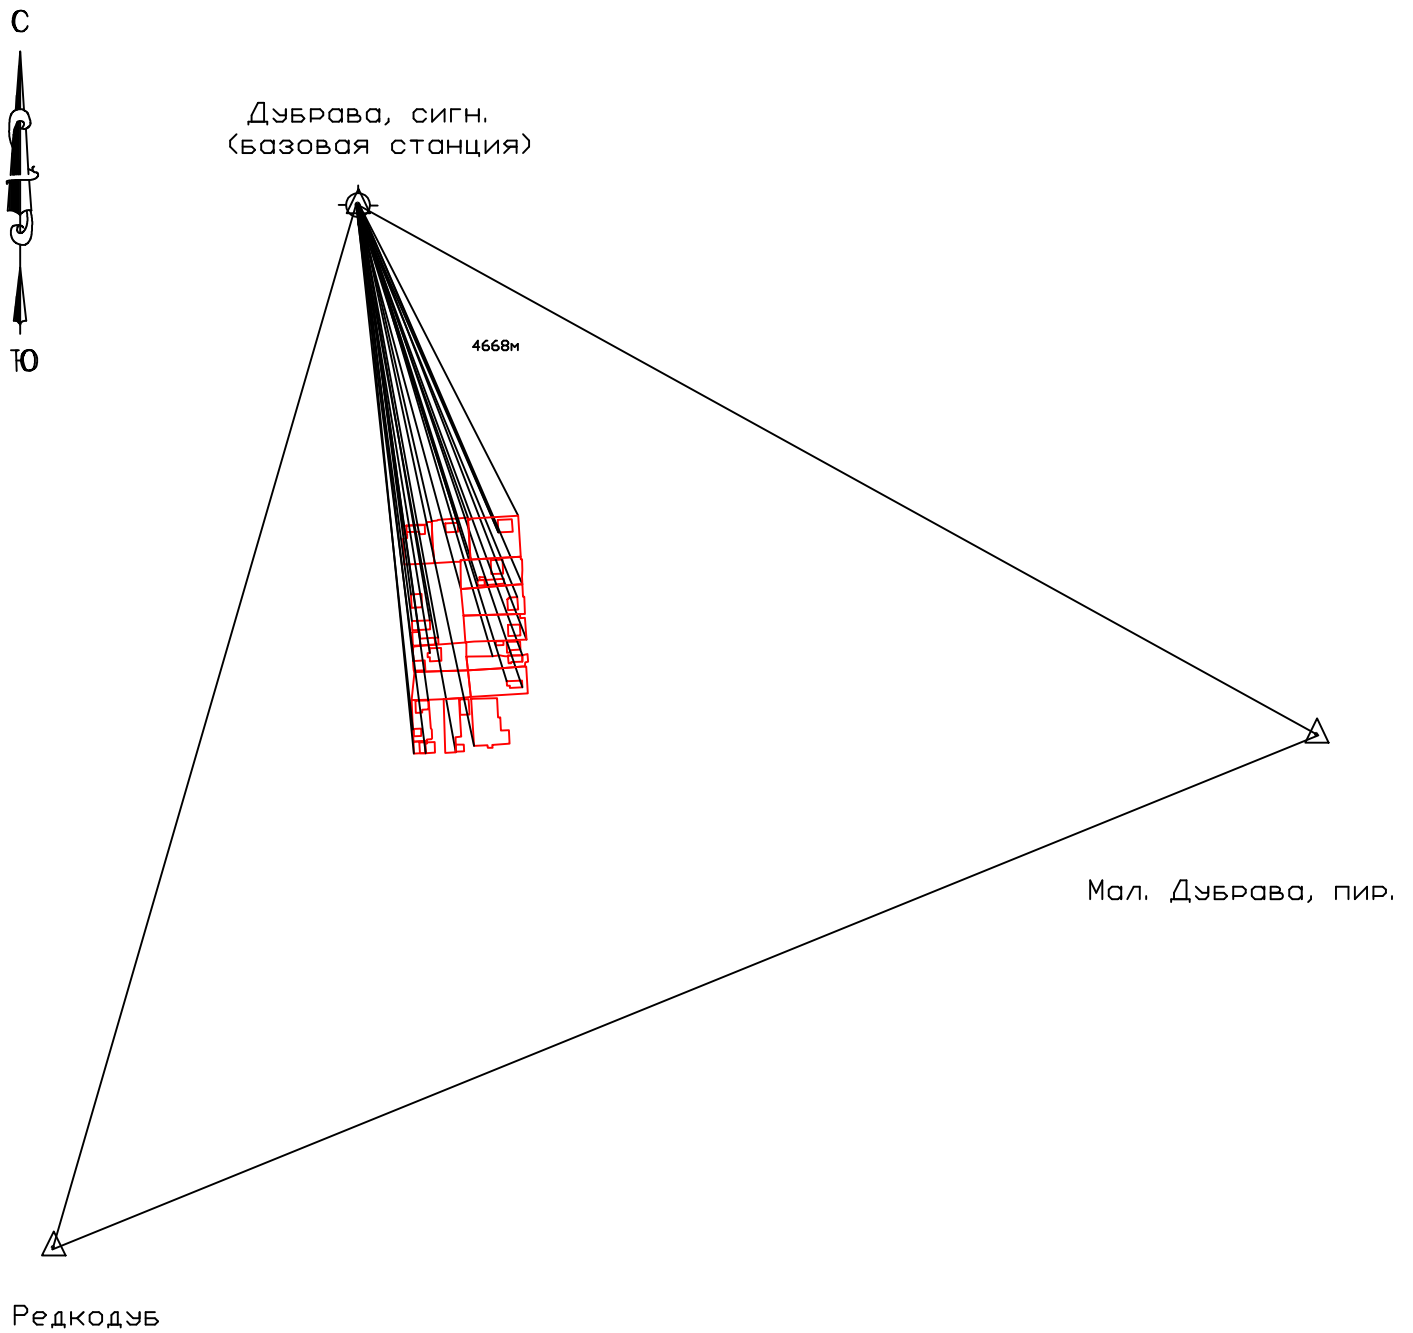 С
Дубрава, сигн.
(базовая станция)
4668м
Ю
Мал. Дубрава, пир.
Редкодуб